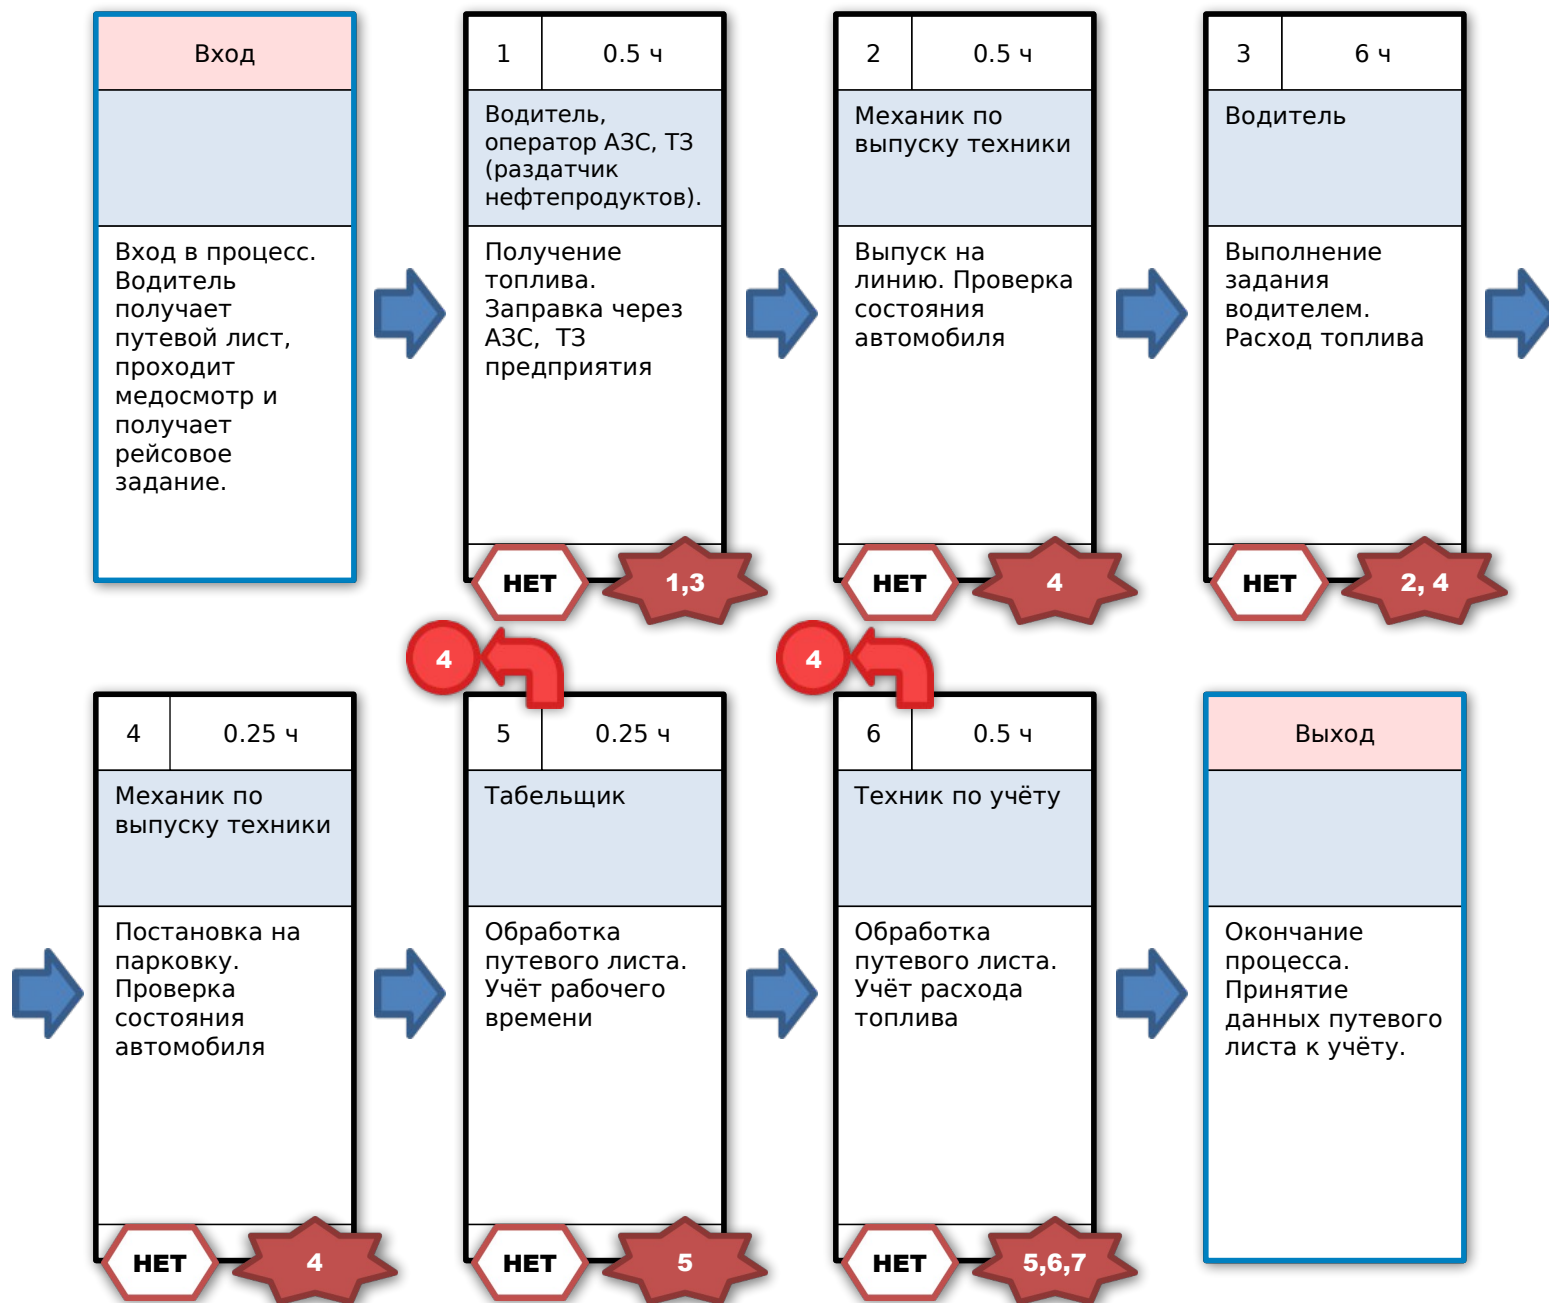 Вход
Вход в процесс.
Водитель
получает
путевой лист,
проходит
медосмотр и
получает
рейсовое
задание.
1
0.5 ч
Водитель,
оператор АЗС, ТЗ
(раздатчик
нефтепродуктов).
Получение
топлива.
Заправка через
АЗС, ТЗ
предприятия
НЕТ
1,3
2
0.5 ч
Механик по
выпуску техники
Выпуск на
линию. Проверка
состояния
автомобиля
НЕТ
4
3
6 ч
Водитель
Выполнение
задания
водителем.
Расход топлива
НЕТ
2, 4
4
0.25 ч
Механик по
выпуску техники
Постановка на
парковку.
Проверка
состояния
автомобиля
НЕТ
4
4
5
0.25 ч
Табельщик
Обработка
путевого листа.
Учёт рабочего
времени
НЕТ
5
4
6
0.5 ч
Техник по учёту
Обработка
путевого листа.
Учёт расхода
топлива
НЕТ
5,6,7
Выход
Окончание
процесса.
Принятие
данных путевого
листа к учёту.